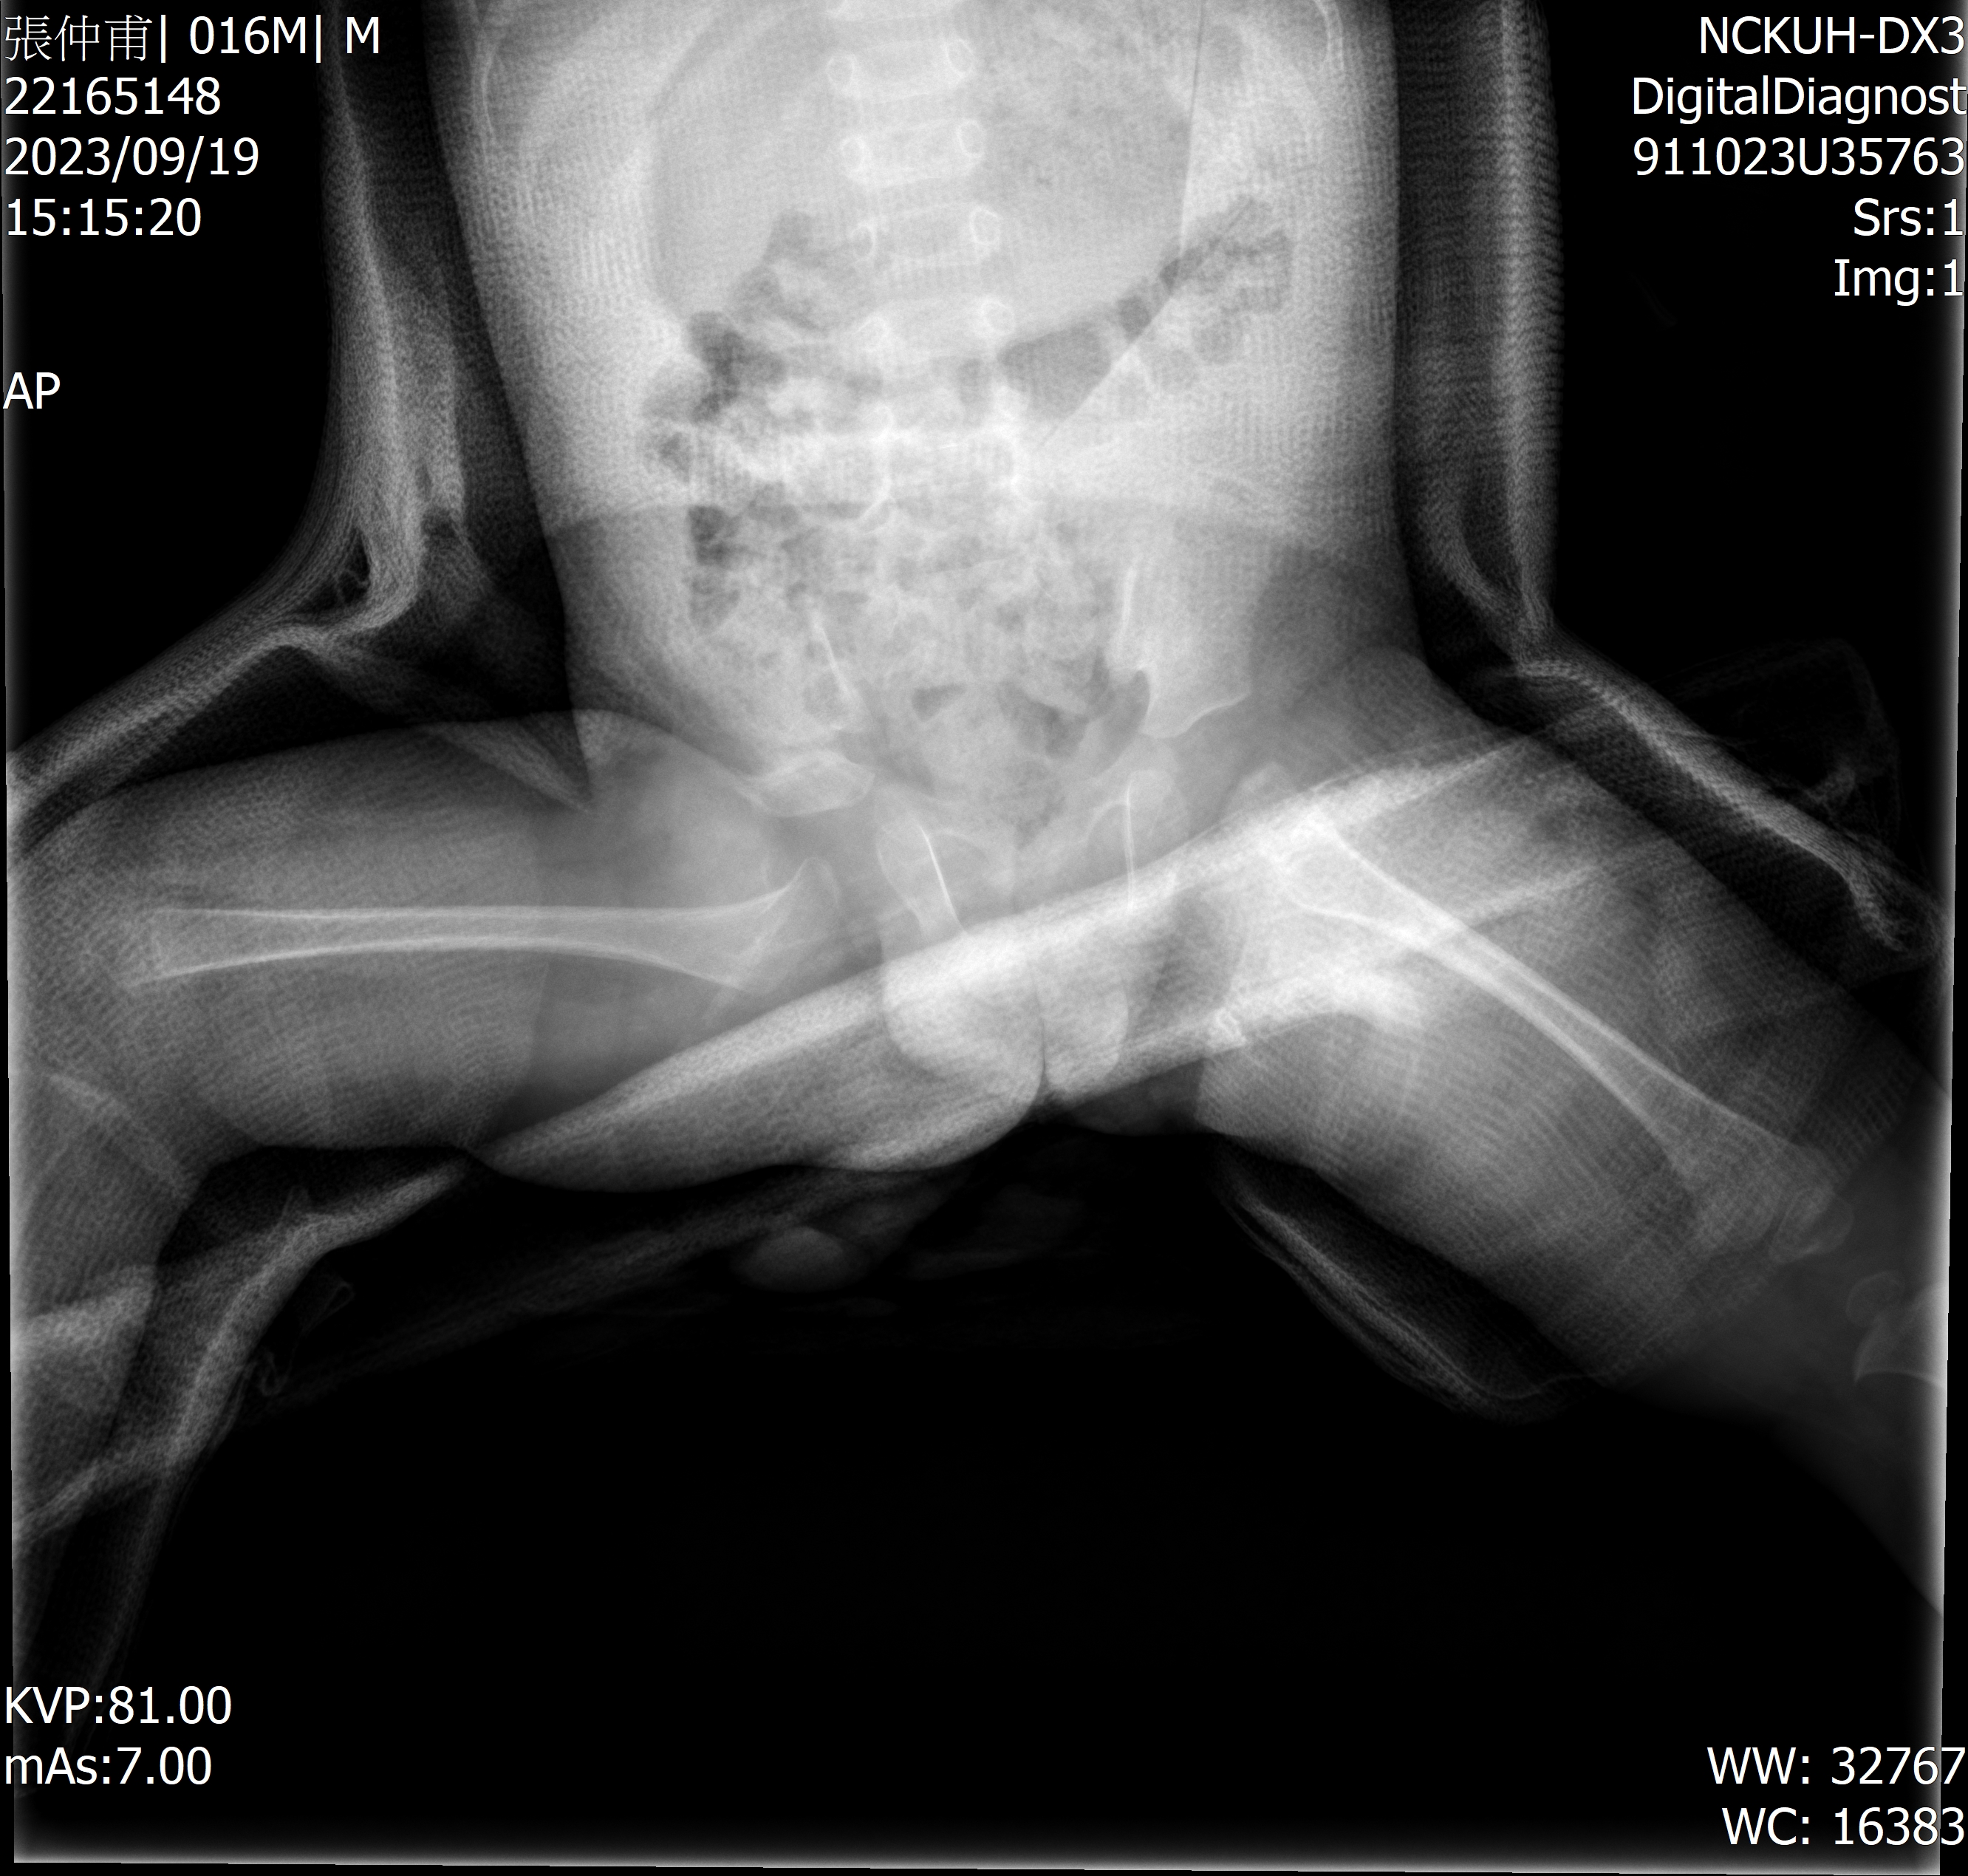 張仲甫| 016M| M
22165148
2023/09/19
15:15:20
AP
NCKUH-DX3
DigitalDiagnost
911023U35763
Srs:1
Img:1
KVP:81.00
mAs:7.00
WW: 32767
WC: 16383